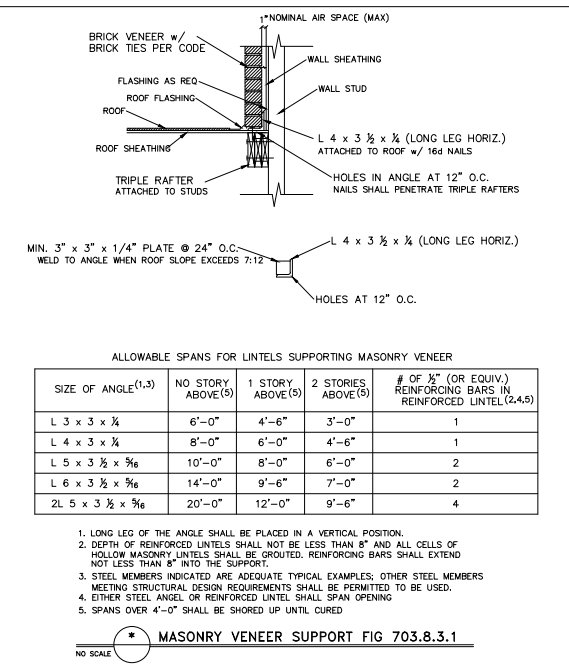 1" NOMINAL AIR SPACE (MAX)
BRICK VENEER w/
BRICK TIES PER CODE
WALL SHEATHING
FLASHING AS REQ
WALL STUD
ROOF FLASHING
ROOF
L 4 x 3 ½ x ¼ (LONG LEG HORIZ.)
ATTACHED TO ROOF w/ 16d NAILS
ROOF SHEATHING
HOLES IN ANGLE AT 12" O.C.
NAILS SHALL PENETRATE TRIPLE RAFTERS
TRIPLE RAFTER
ATTACHED TO STUDS
MIN. 3" x 3" x 1/4" PLATE @ 24" O.C.
WELD TO ANGLE WHEN ROOF SLOPE EXCEEDS 7:12
L 4 x 3 ½ x ¼ (LONG LEG HORIZ.)
HOLES AT 12" O.C.
ALLOWABLE SPANS FOR LINTELS SUPPORTING MASONRY VENEER
SIZE OF ANGLE(1,3) NO STORY ABOVE(5) 1 STORY ABOVE(5) 2 STORIES ABOVE(5) # OF ½" (OR EQUIV.) REINFORCING BARS IN REINFORCED LINTEL(2,4,5)
L 3 x 3 x ¼ 6'-0" 4'-6" 3'-0" 1
L 4 x 3 x ¼ 8'-0" 6'-0" 4'-6" 1
L 5 x 3 ½ x 5/16 10'-0" 8'-0" 6'-0" 2
L 6 x 3 ½ x 5/16 14'-0" 9'-6" 7'-0" 2
2L 5 x 3 ½ x 5/16 20'-0" 12'-0" 9'-6" 4
1. LONG LEG OF THE ANGLE SHALL BE PLACED IN A VERTICAL POSITION.
2. DEPTH OF REINFORCED LINTELS SHALL NOT BE LESS THAN 8" AND ALL CELLS OF
HOLLOW MASONRY LINTELS SHALL BE GROUTED. REINFORCING BARS SHALL EXTEND
NOT LESS THAN 8" INTO THE SUPPORT.
3. STEEL MEMBERS INDICATED ARE ADEQUATE TYPICAL EXAMPLES; OTHER STEEL MEMBERS
MEETING STRUCTURAL DESIGN REQUIREMENTS SHALL BE PERMITTED TO BE USED.
4. EITHER STEEL ANGEL OR REINFORCED LINTEL SHALL SPAN OPENING
5. SPANS OVER 4'-0" SHALL BE SHORED UP UNTIL CURED
* MASONRY VENEER SUPPORT FIG 703.8.3.1
NO SCALE